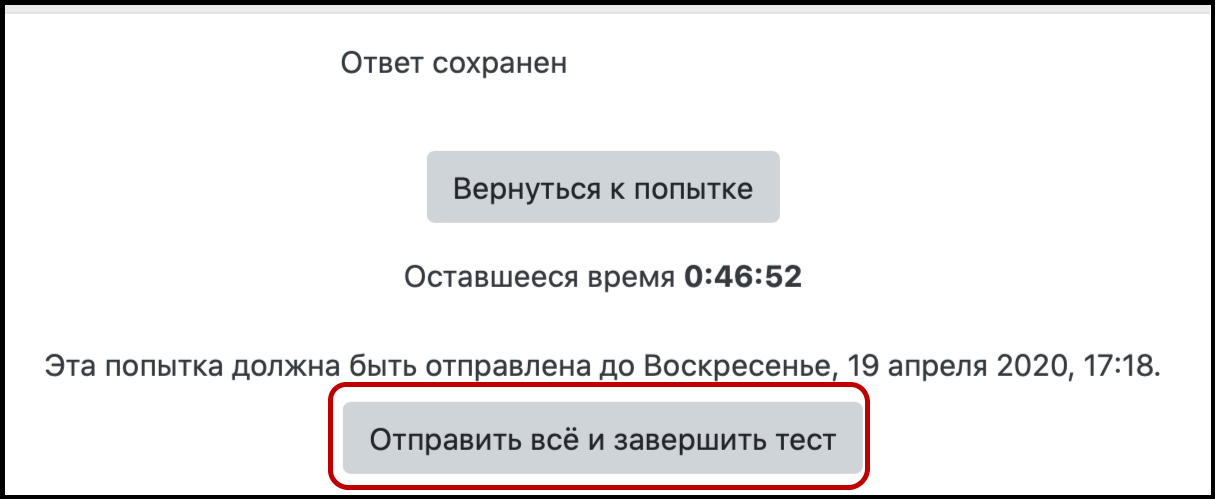 Ответ сохранен
Вернуться к попытке
Оставшееся время 0:46:52
Эта попытка должна быть отправлена до Воскресенье, 19 апреля 2020, 17:18.
Отправить всё и завершить тест